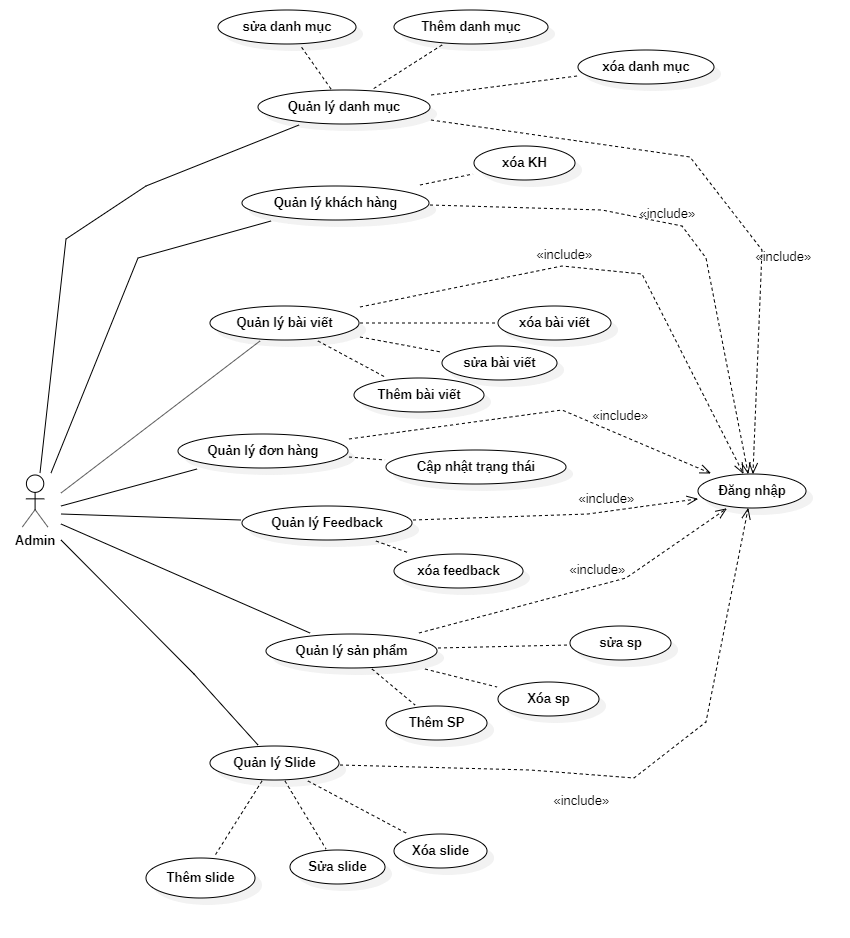 sửa danh mục
Thêm danh mục
xóa danh mục
Quản lý danh mục
xóa KH
Quản lý khách hàng
«include»
«include»
«include»
Quản lý bài viết
xóa bài viết
sửa bài viết
Thêm bài viết
«include»
Quản lý đơn hàng
Cập nhật trạng thái
Đăng nhập
«include»
Quản lý Feedback
Admin
xóa feedback
«include»
sửa sp
Quản lý sản phẩm
Xóa sp
Thêm SP
Quản lý Slide
«include»
Xóa slide
Sửa slide
Thêm slide